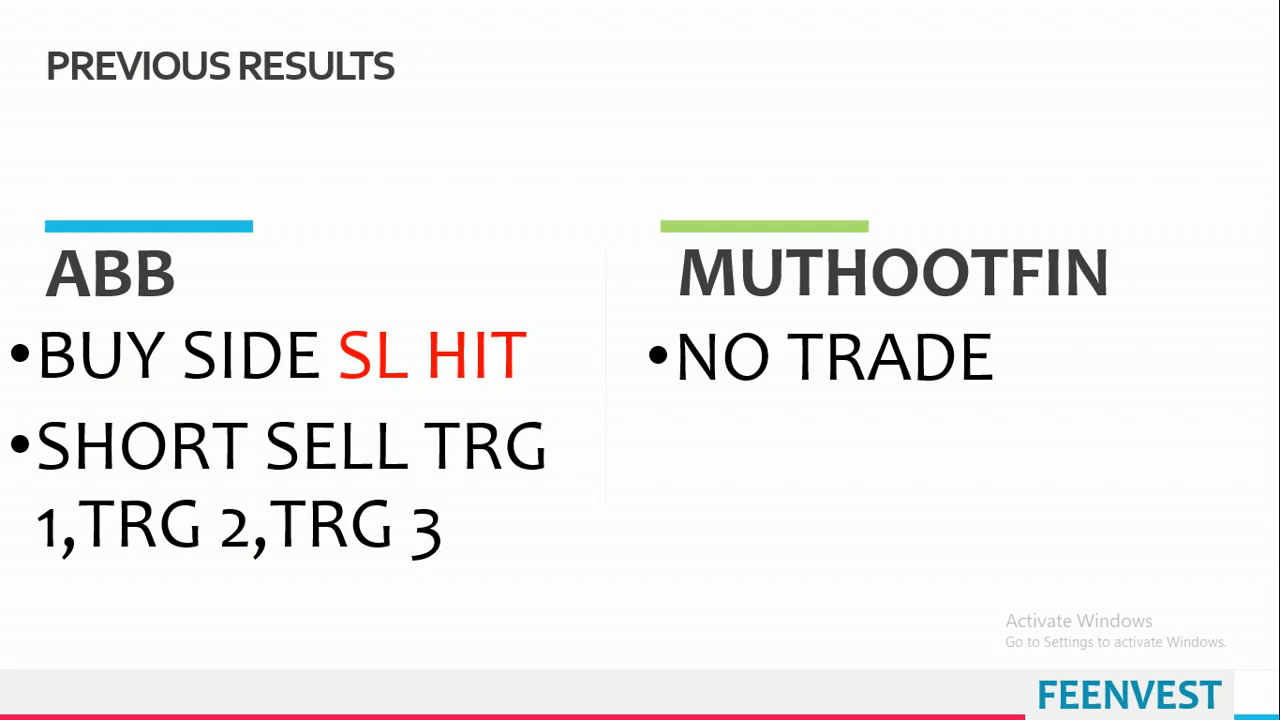 PREVIOUS RESULTS
ABB
•BUY SIDE SL HIT
•SHORT SELL TRG
1,TRG 2,TRG 3
MUTHOOTFIN
•NO TRADE
Activate Windows
Go to Settings to activate Windows.
FEENVEST